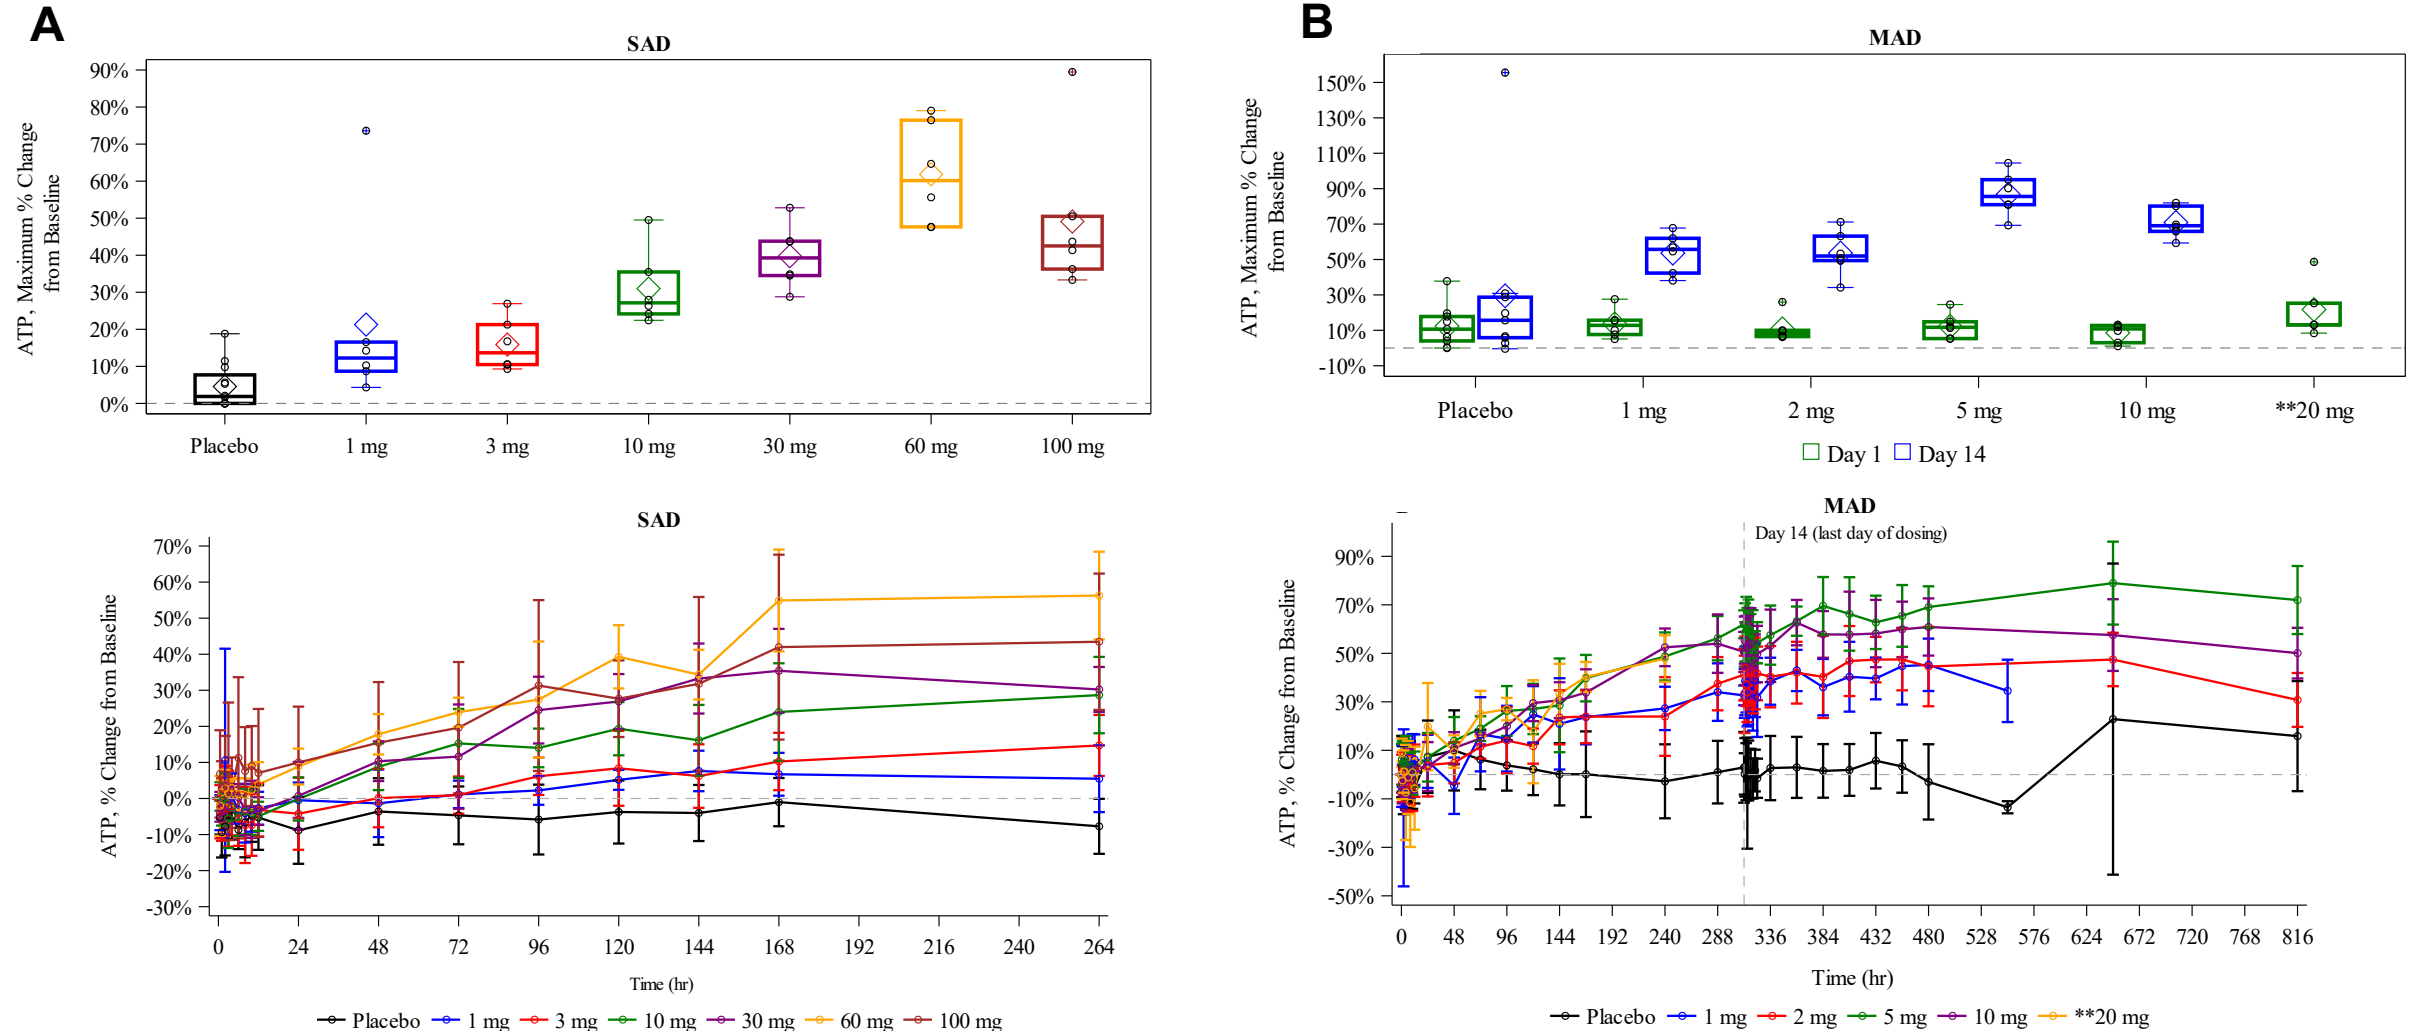 A
SAD
ATP, Maximum % Change
from Baseline
90%
80%
70%
60%
50%
40%
30%
20%
10%
0%
Placebo 1 mg 3 mg 10 mg 30 mg 60 mg 100 mg
SAD
ATP, % Change from Baseline
70%
60%
50%
40%
30%
20%
10%
0%
-10%
-20%
-30%
0 24 48 72 96 120 144 168 192 216 240 264
Time (hr)
Placebo 1 mg 3 mg 10 mg 30 mg 60 mg 100 mg
B
MAD
ATP, Maximum % Change
from Baseline
150%
130%
110%
90%
70%
50%
30%
10%
-10%
Placebo 1 mg 2 mg 5 mg 10 mg **20 mg
Day 1 Day 14
MAD
Day 14 (last day of dosing)
ATP, % Change from Baseline
90%
70%
50%
30%
10%
-10%
-30%
-50%
0 48 96 144 192 240 288 336 384 432 480 528 576 624 672 720 768 816
Time (hr)
Placebo 1 mg 2 mg 5 mg 10 mg **20 mg